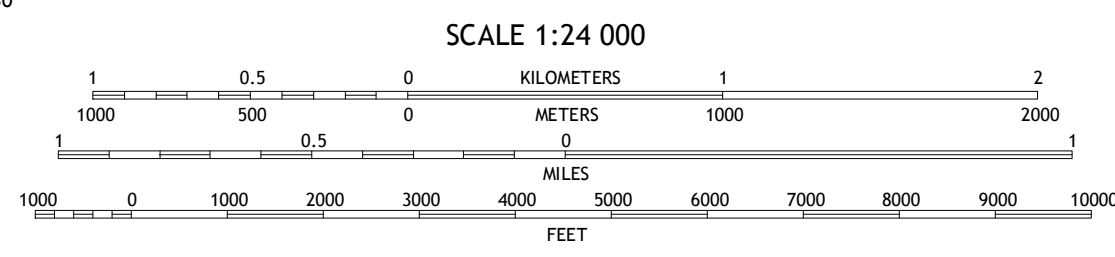 SCALE 1:24 000
1 0.5 0 KILOMETERS 1 2
1000 500 0 METERS 1000 2000
1 0.5 0 1
MILES
1000 0 1000 2000 3000 4000 5000 6000 7000 8000 9000 10000
FEET